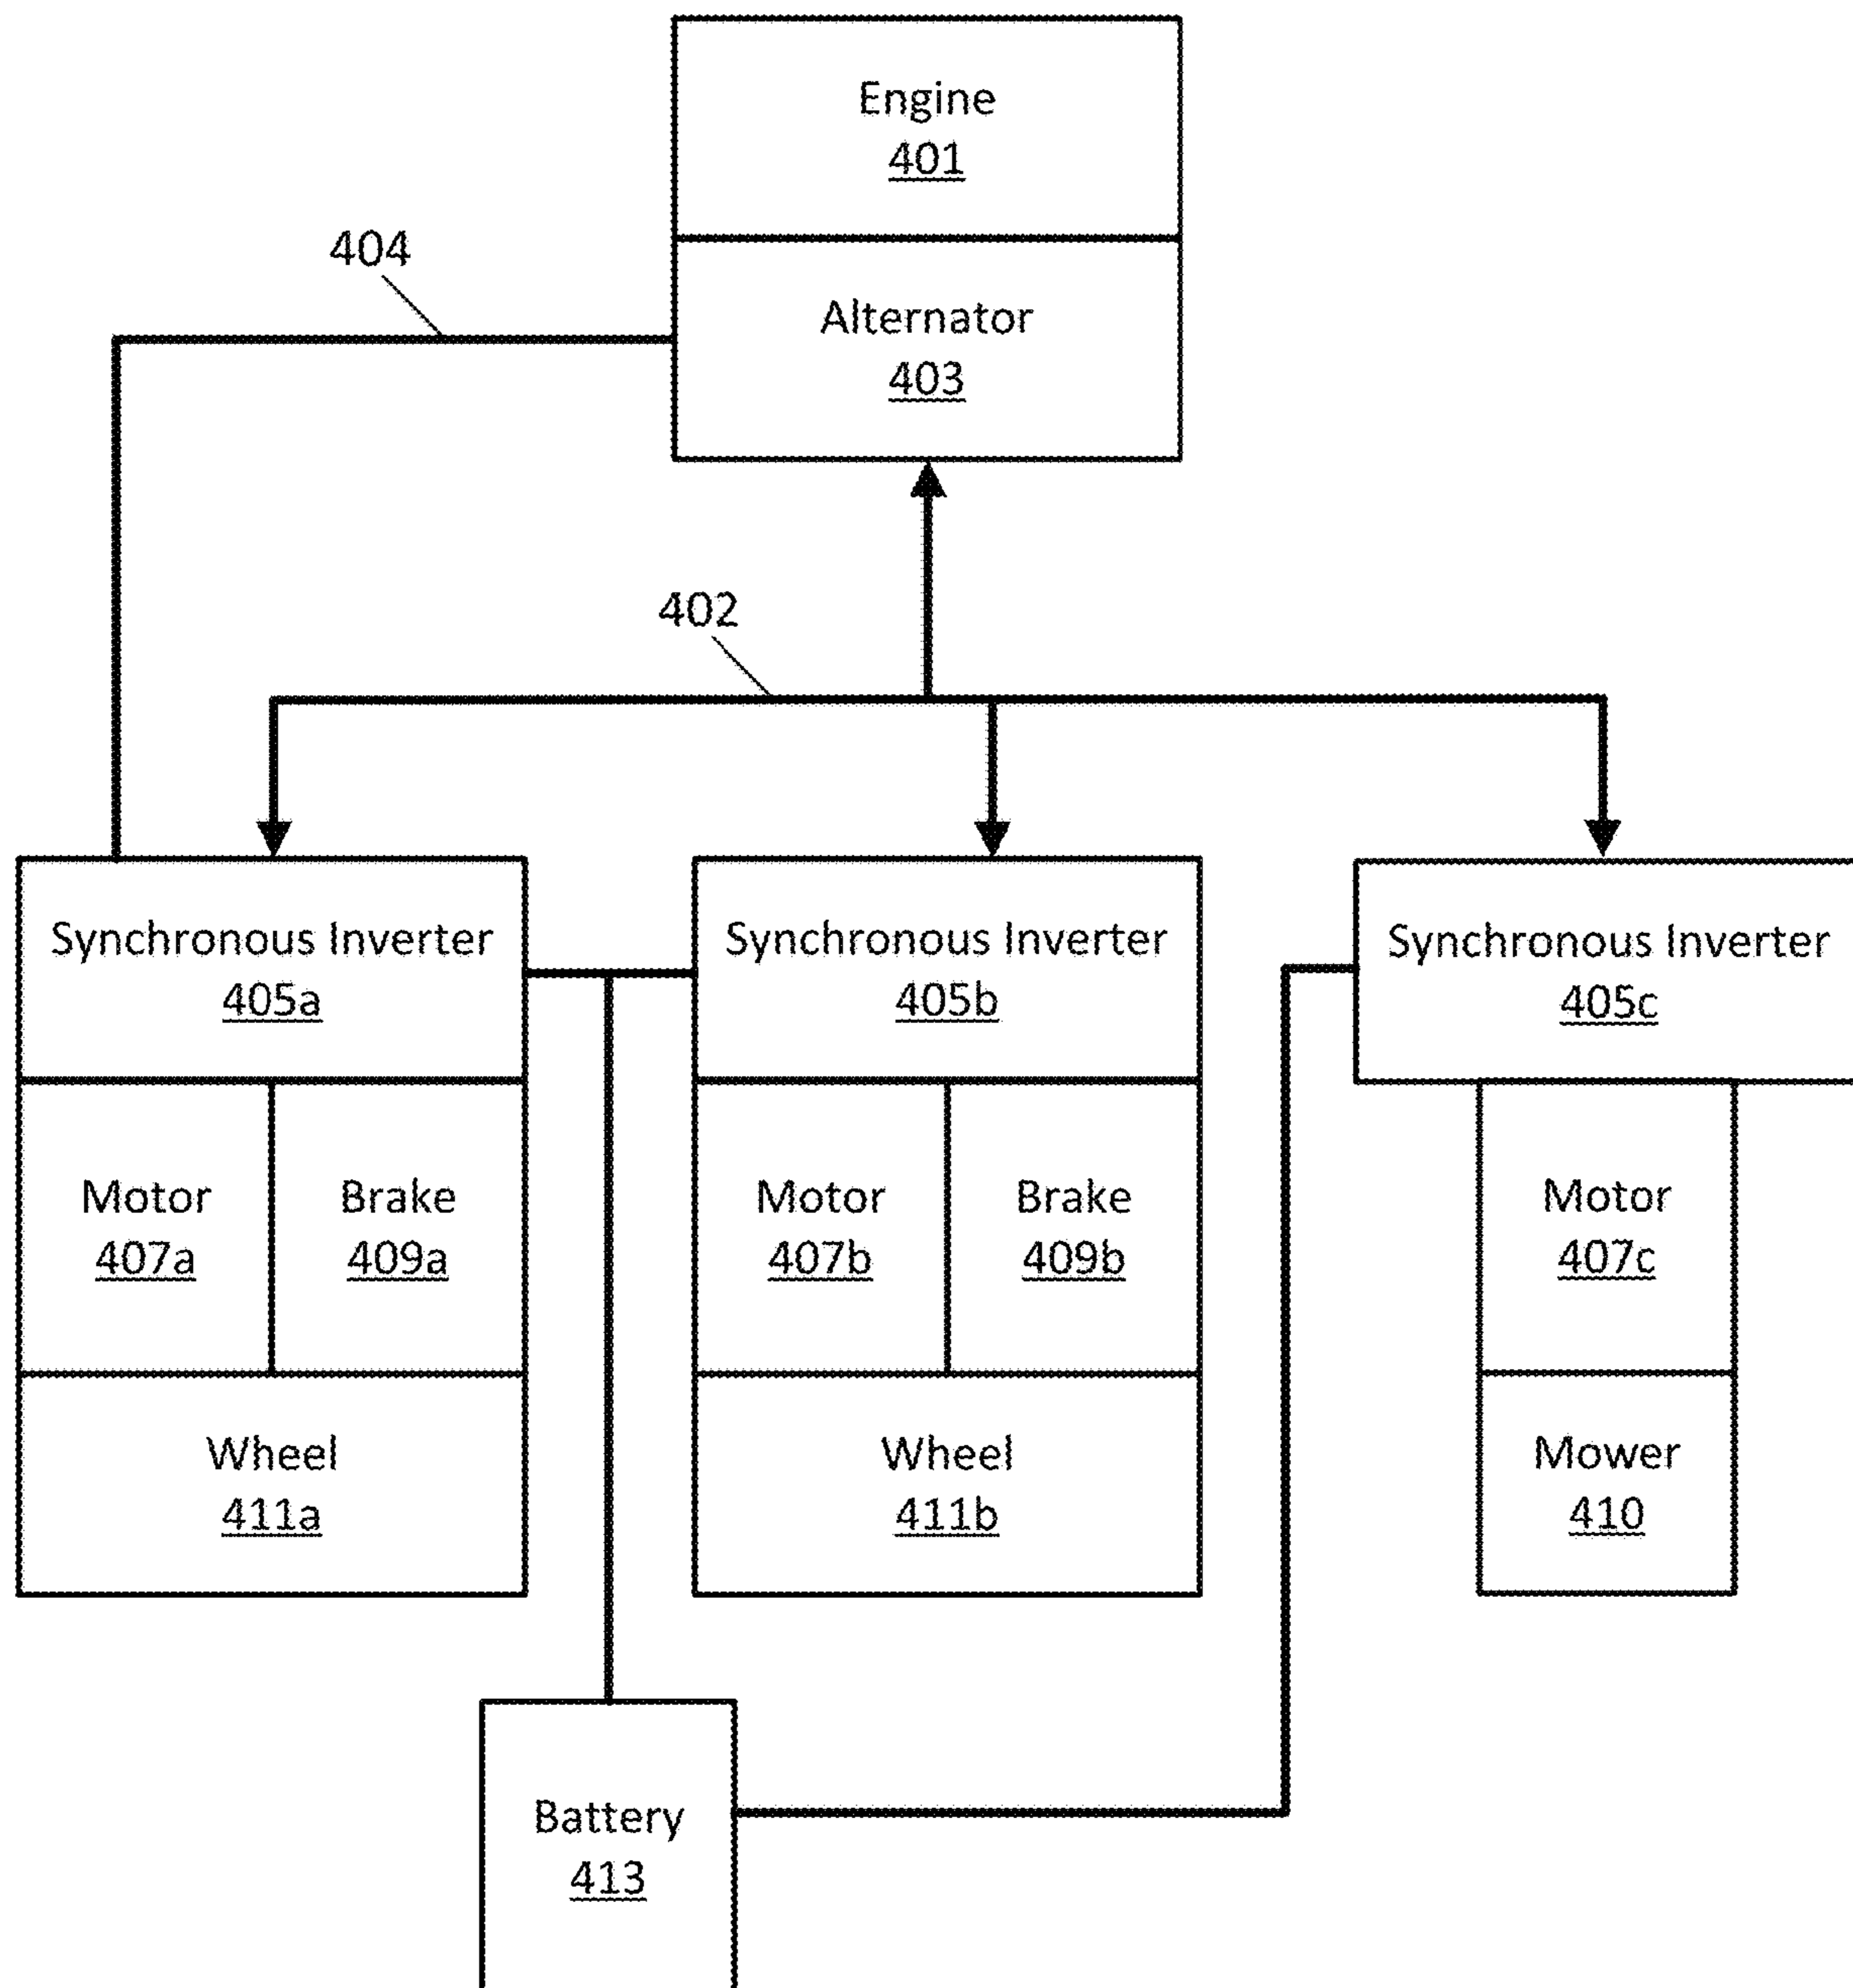 Engine
401
404
Alternator
403
402
Synchronous Inverter
405a
Synchronous Inverter
405b
Synchronous Inverter
405c
Motor
407a
Brake
409a
Motor
407b
Brake
409b
Motor
407c
Wheel
411a
Wheel
411b
Mower
410
Battery
413